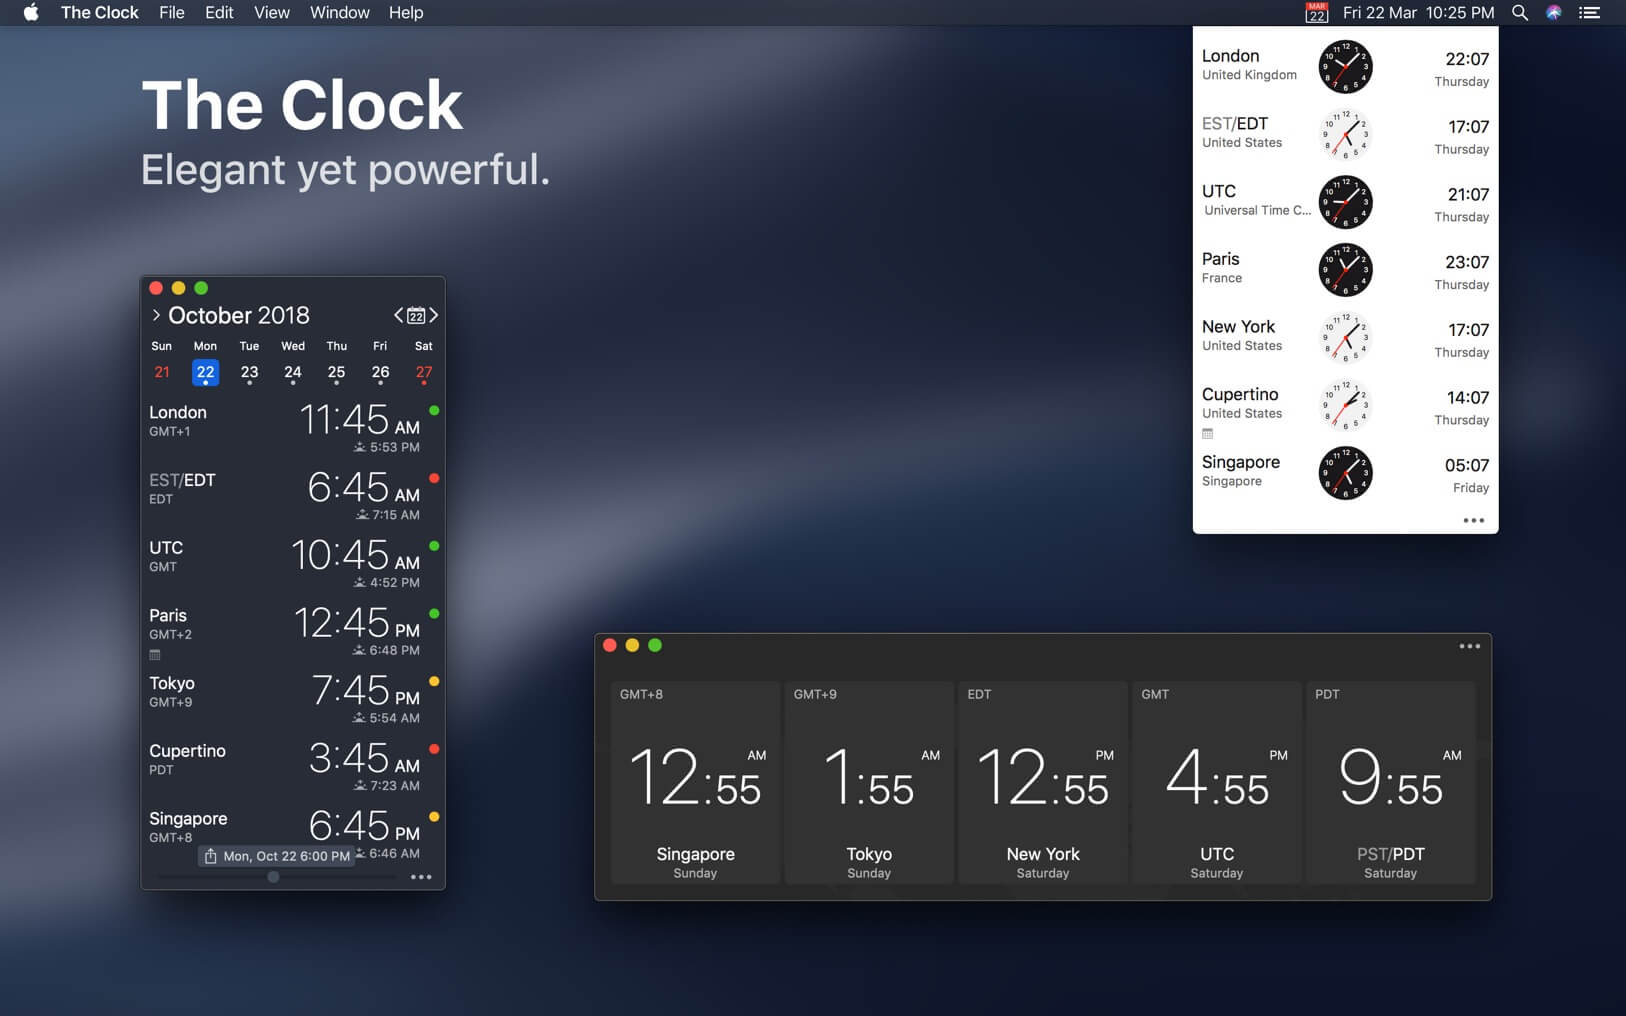 The Clock File Edit View Window Help
MAR 22 Fri 22 Mar 10:25 PM
The Clock
Elegant yet powerful.
London 22:07
United Kingdom Thursday
EST/EDT 17:07
United States Thursday
UTC 21:07
Universal Time C... Thursday
Paris 23:07
France Thursday
New York 17:07
United States Thursday
Cupertino 14:07
United States Thursday
Singapore 05:07
Singapore Friday
October 2018 22
Sun Mon Tue Wed Thu Fri Sat
21 22 23 24 25 26 27
London 11:45 AM
GMT+1 5:53 PM
EST/EDT 6:45 AM
EDT 7:15 AM
UTC 10:45 AM
GMT 4:52 PM
Paris 12:45 PM
GMT+2 6:48 PM
Tokyo 7:45 PM
GMT+9 5:54 AM
Cupertino 3:45 AM
PDT 7:23 AM
Singapore 6:45 PM
GMT+8 6:46 AM
Mon, Oct 22 6:00 PM
GMT+8 GMT+9 EDT GMT PDT
12:55 AM 1:55 AM 12:55 PM 4:55 PM 9:55 AM
Singapore Tokyo New York UTC PST/PDT
Sunday Sunday Saturday Saturday Saturday